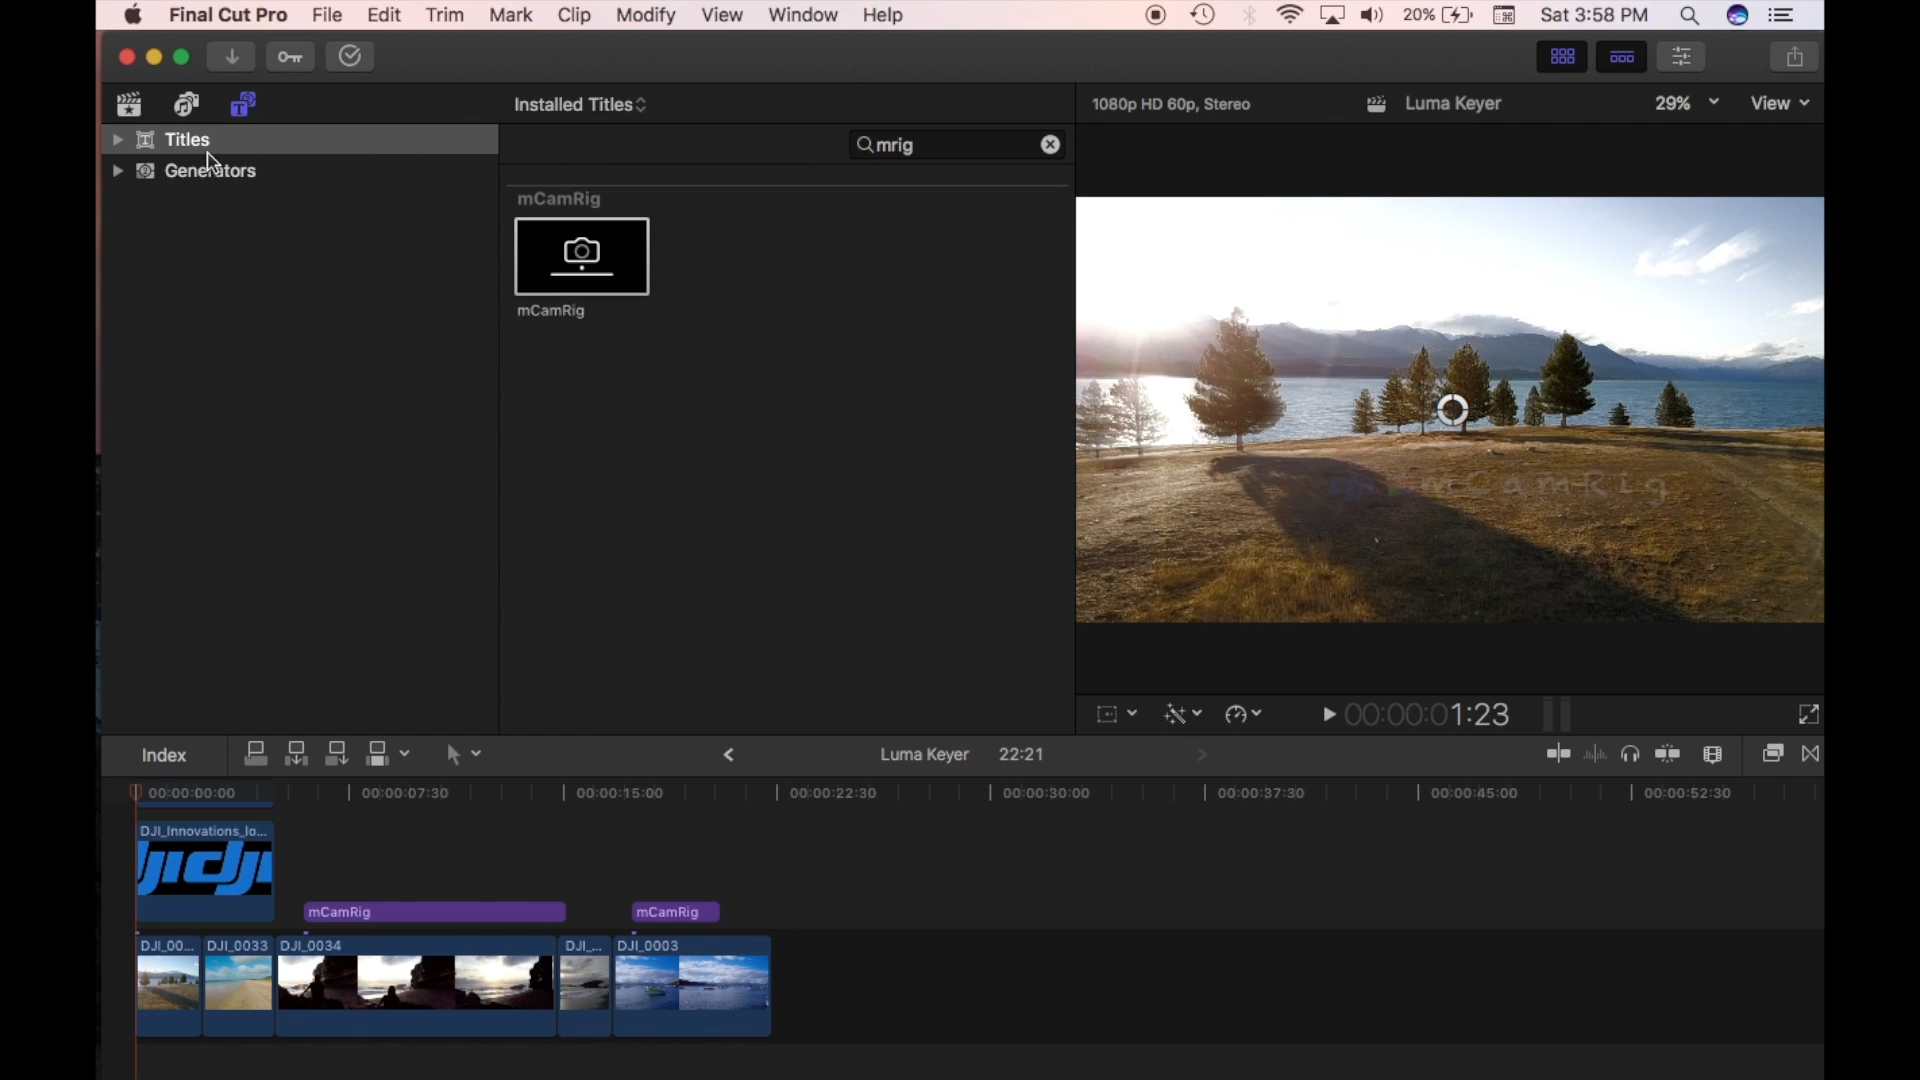 Final Cut Pro File Edit Trim Mark Clip Modify View Window Help 20% Sat 3:58 PM
Installed Titles 1080p HD 60p, Stereo Luma Keyer 29% View
Titles
Generators
mrig
mCamRig
mCamRig
mCamRig
00:00:01:23
Index Luma Keyer 22:21
00:00:00:00 00:00:07:30 00:00:15:00 00:00:22:30 00:00:30:00 00:00:37:30 00:00:45:00 00:00:52:30
DJI_Innovations_lo...
mCamRig mCamRig
DJI_00... DJI_0033 DJI_0034 DJI_... DJI_0003